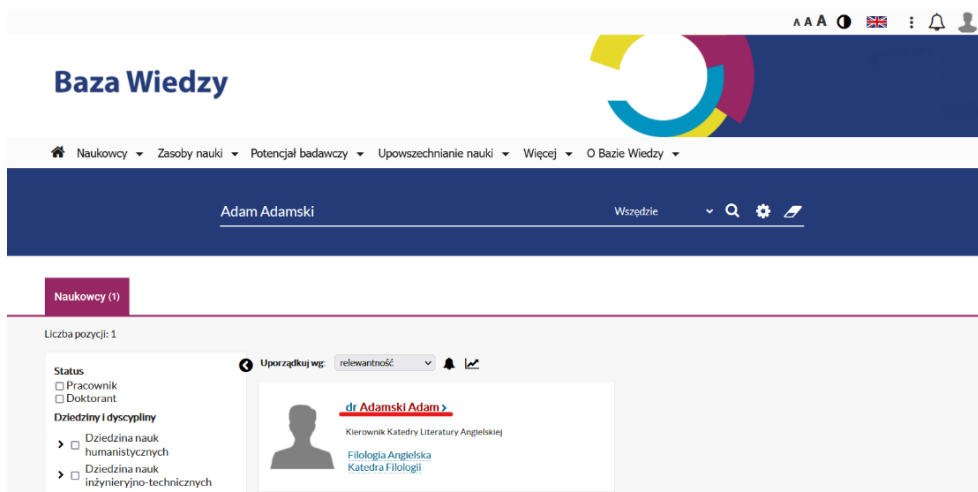 A A A
Baza Wiedzy
Naukowcy Zasoby nauki Potencjał badawczy Upowszechnianie nauki Więcej O Bazie Wiedzy
Adam Adamski Wszędzie
Naukowcy (1)
Liczba pozycji: 1
Uporządkuj wg: relewantność
Status
Pracownik
Doktorant
Dziedziny i dyscypliny
Dziedzina nauk
humanistycznych
Dziedzina nauk
inżynieryjno-technicznych
dr Adamski Adam >
Kierownik Katedry Literatury Angielskiej
Filologia Angielska
Katedra Filologii